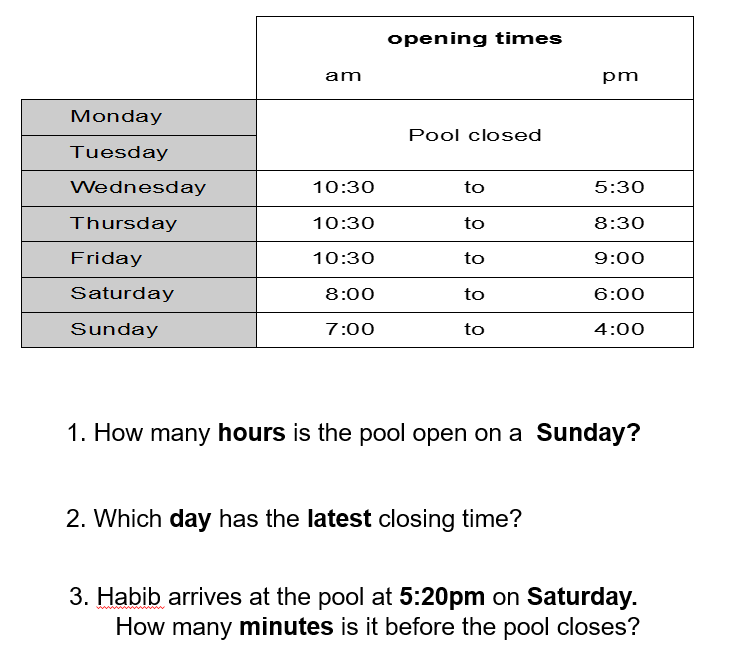 opening times
am pm
Monday
Pool closed
Tuesday
Wednesday 10:30 to 5:30
Thursday 10:30 to 8:30
Friday 10:30 to 9:00
Saturday 8:00 to 6:00
Sunday 7:00 to 4:00
1. How many hours is the pool open on a Sunday?
2. Which day has the latest closing time?
3. Habib arrives at the pool at 5:20pm on Saturday.
How many minutes is it before the pool closes?